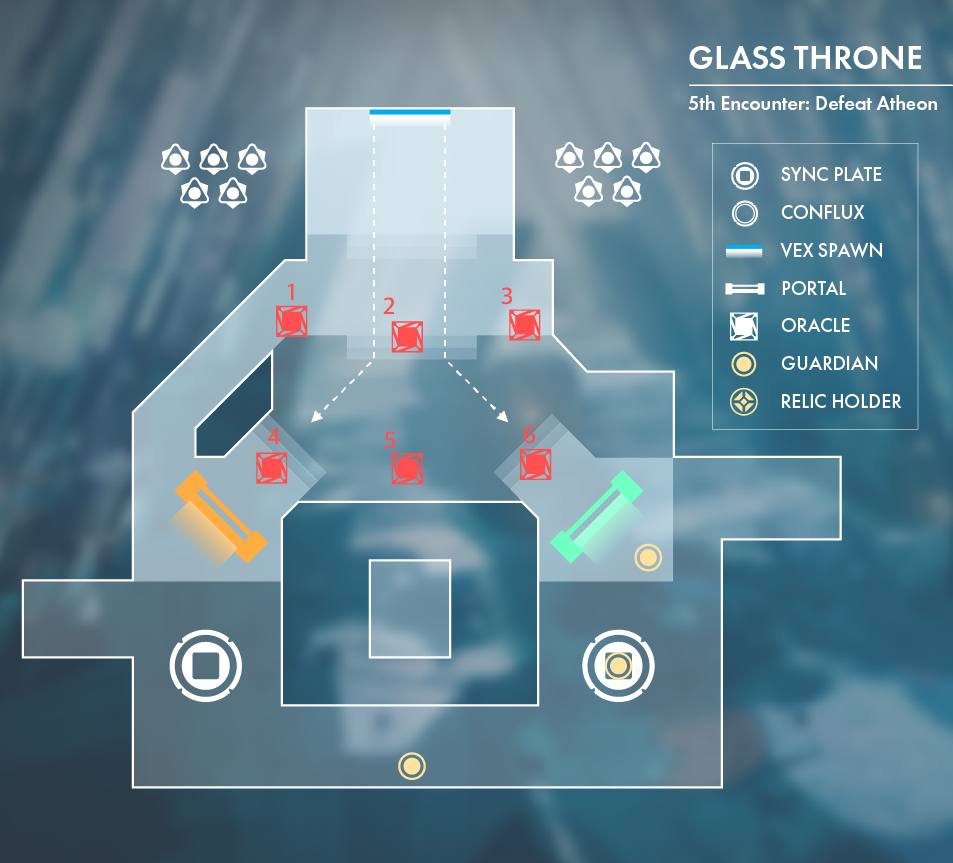 GLASS THRONE
5th Encounter: Defeat Atheon
SYNC PLATE
CONFLUX
VEX SPAWN
PORTAL
ORACLE
GUARDIAN
RELIC HOLDER
1
2
3
4
5
6